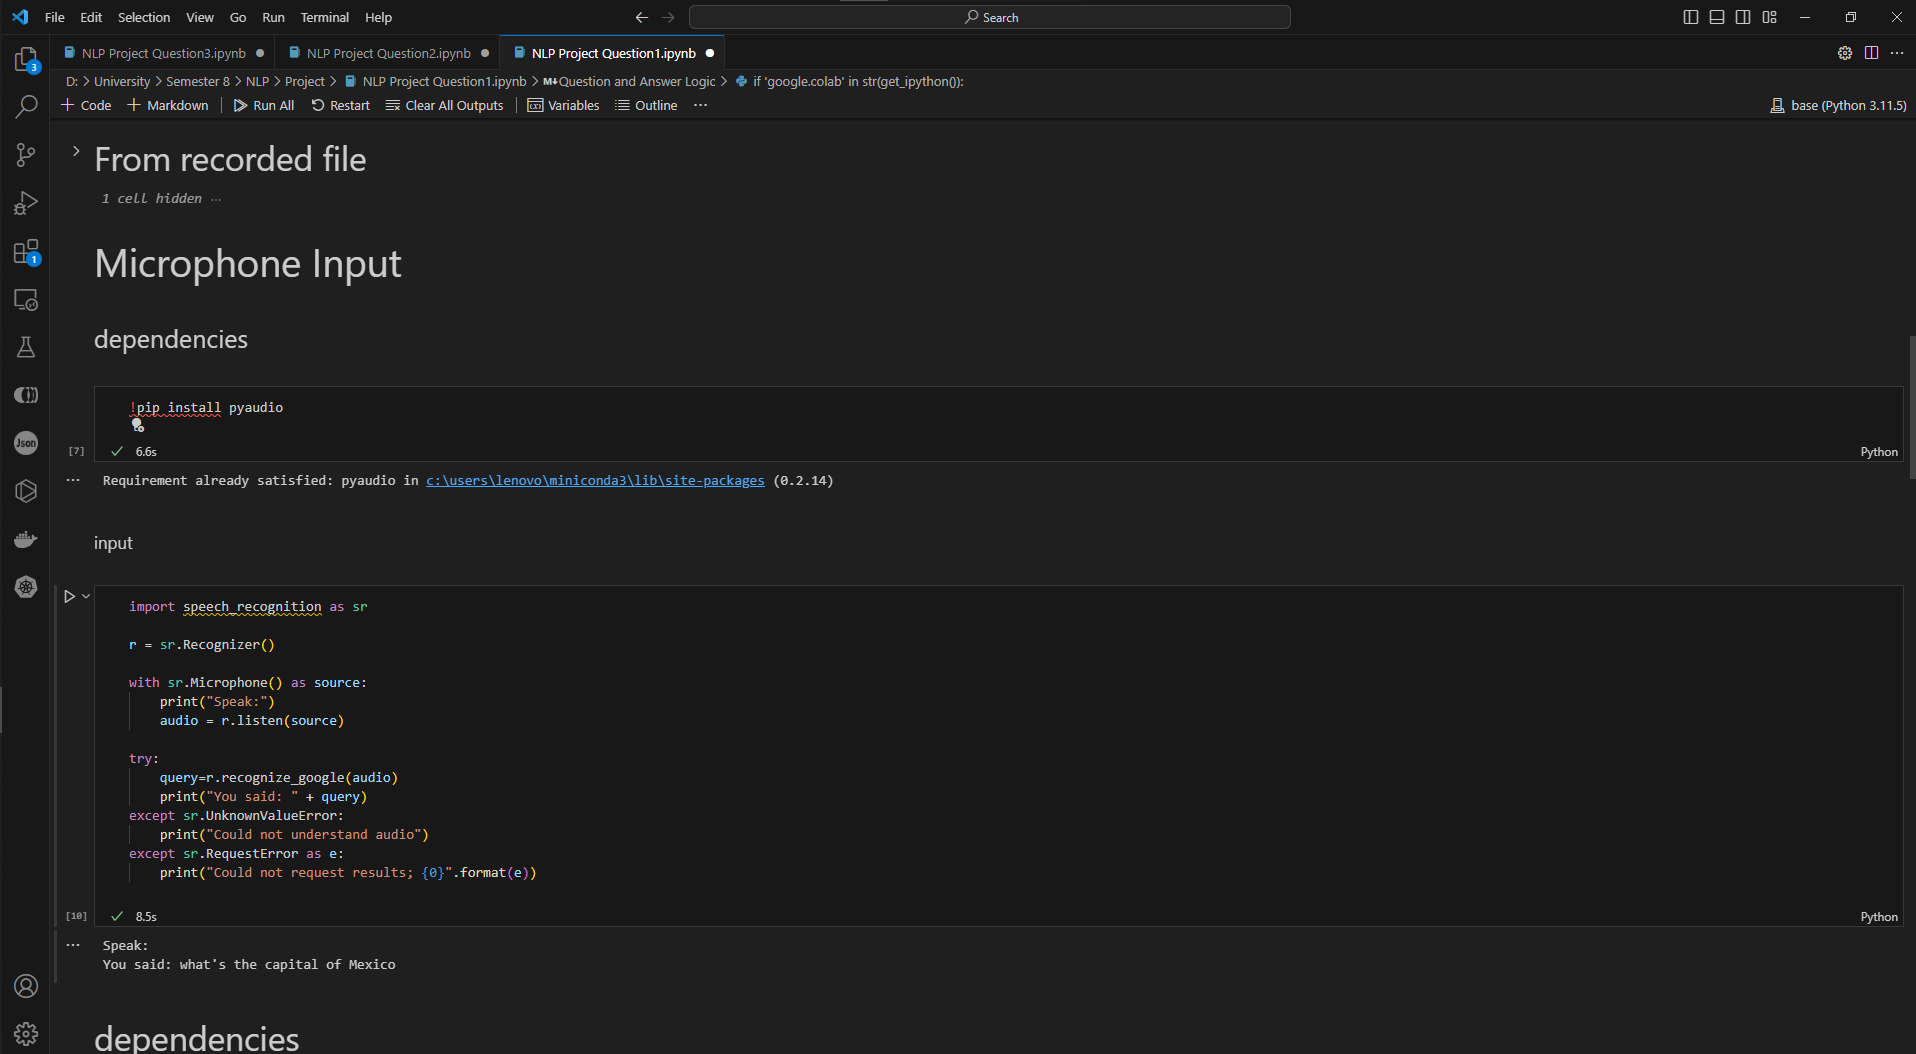 File Edit Selection View Go Run Terminal Help Search
NLP Project Question3.ipynb NLP Project Question2.ipynb NLP Project Question1.ipynb
D: > University > Semester 8 > NLP > Project > NLP Project Question1.ipynb > M↓Question and Answer Logic > if 'google.colab' in str(get_ipython()):
+ Code + Markdown | Run All Restart Clear All Outputs | Variables Outline ··· base (Python 3.11.5)
3
1
Json
From recorded file
1 cell hidden ···
Microphone Input
dependencies
!pip install pyaudio
[7] 6.6s Python
··· Requirement already satisfied: pyaudio in c:\users\lenovo\miniconda3\lib\site-packages (0.2.14)
input
import speech_recognition as sr
r = sr.Recognizer()
with sr.Microphone() as source:
    print("Speak:")
    audio = r.listen(source)
try:
    query=r.recognize_google(audio)
    print("You said: " + query)
except sr.UnknownValueError:
    print("Could not understand audio")
except sr.RequestError as e:
    print("Could not request results; {0}".format(e))
[10] 8.5s Python
··· Speak:
You said: what's the capital of Mexico
dependencies